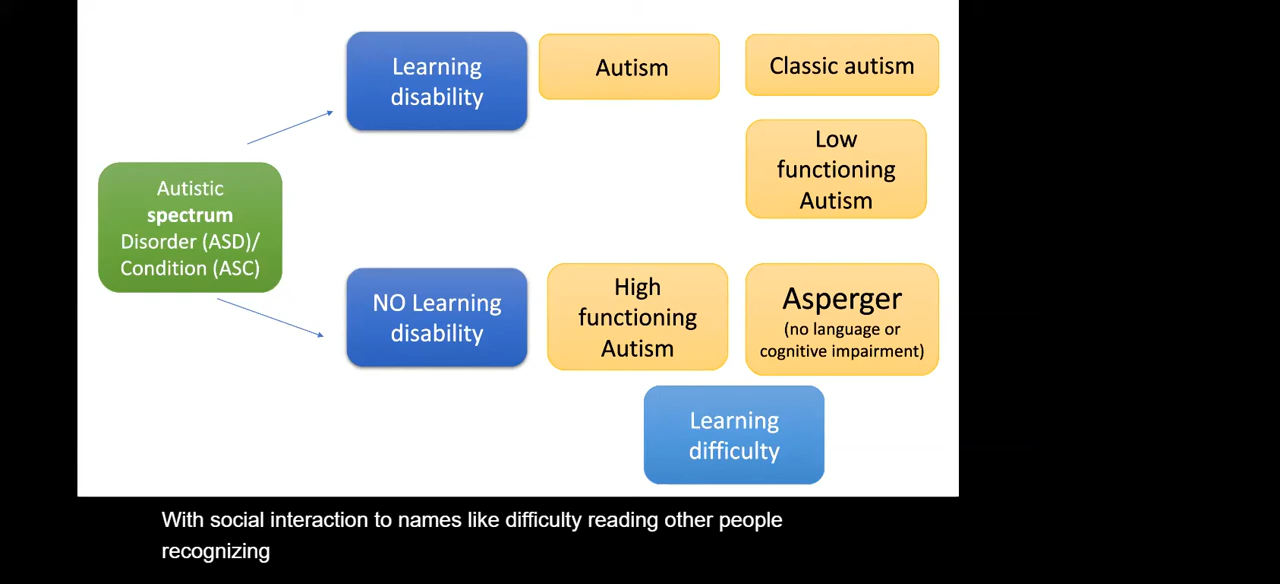 Learning
disability
Autism
Classic autism
Low
functioning
Autism
Autistic
spectrum
Disorder (ASD)/
Condition (ASC)
NO Learning
disability
High
functioning
Autism
Asperger
(no language or
cognitive impairment)
Learning
difficulty
With social interaction to names like difficulty reading other people
recognizing